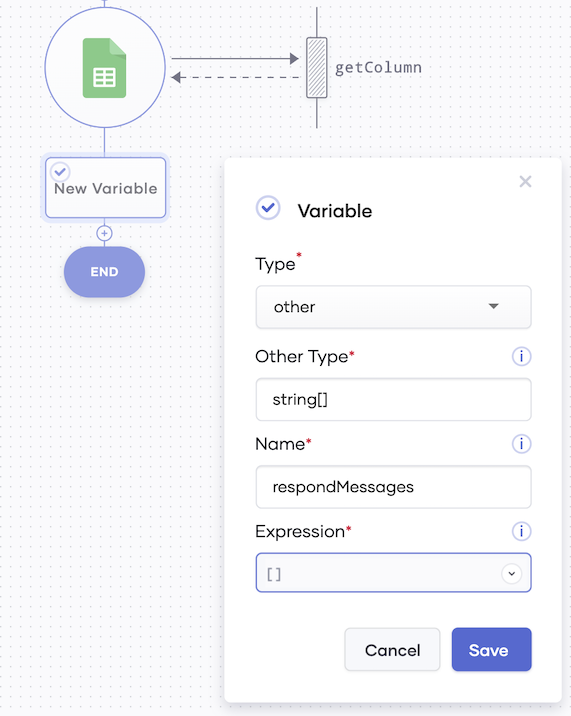 getColumn
New Variable
END
Variable
Type*
other
Other Type*
string[]
Name*
respondMessages
Expression*
[]
Cancel
Save